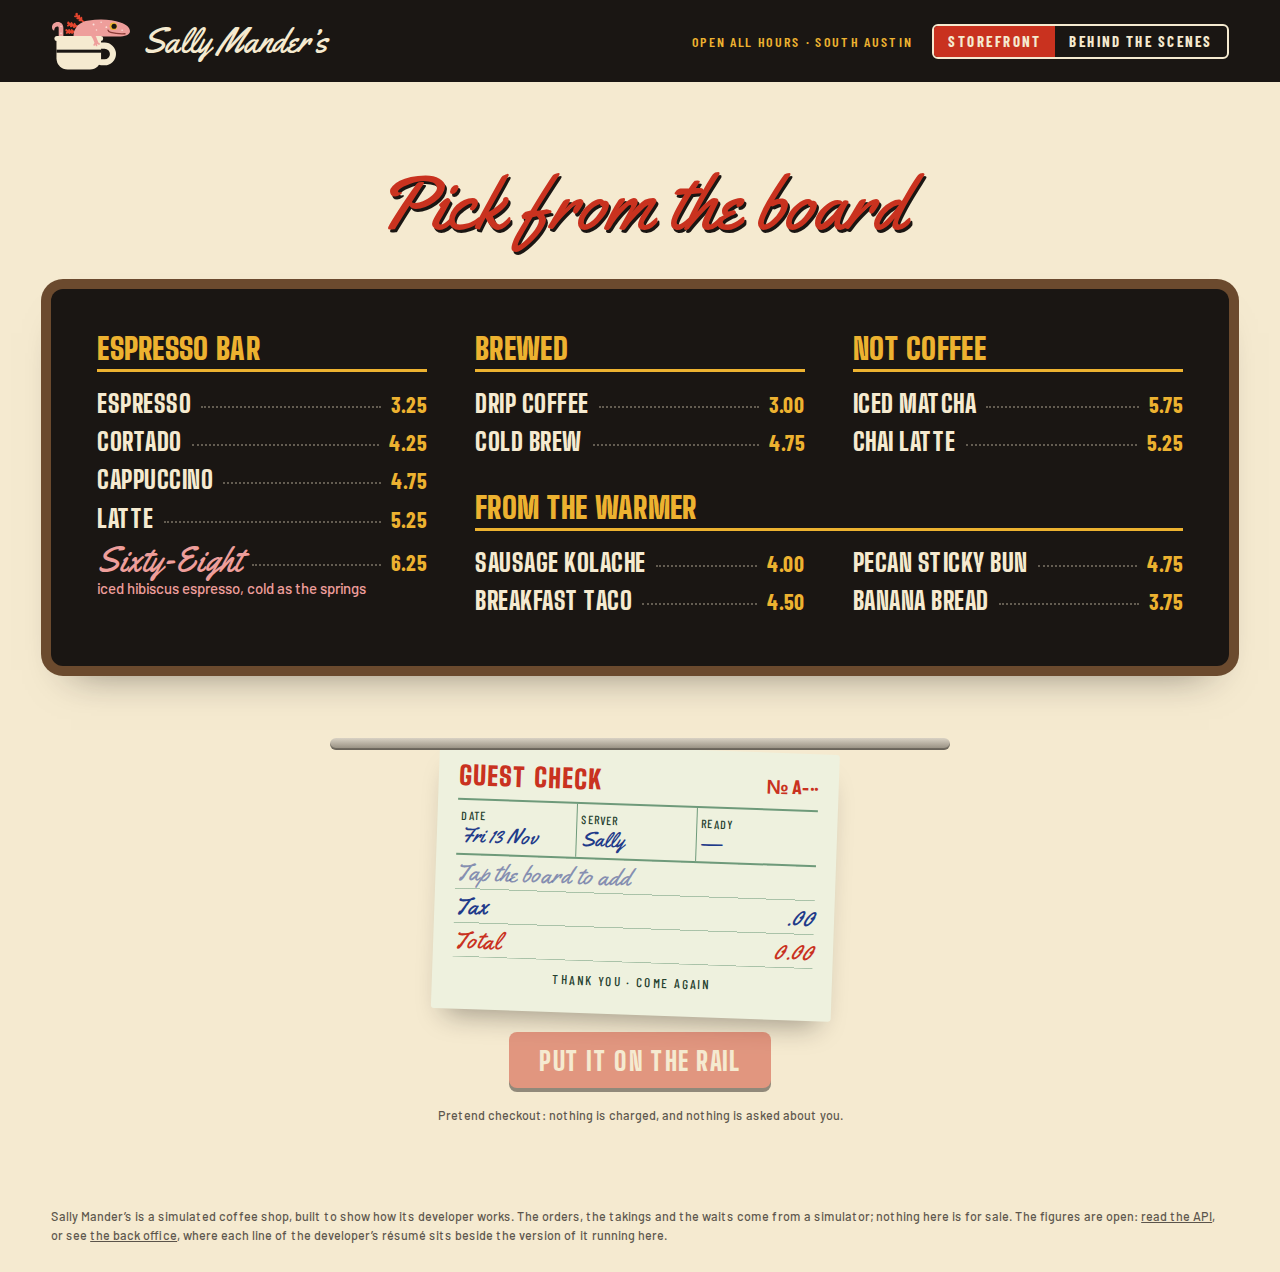 Sally Mander's
OPEN ALL HOURS · SOUTH AUSTIN
STOREFRONT
BEHIND THE SCENES
Pick from the board
ESPRESSO BAR
ESPRESSO 3.25
CORTADO 4.25
CAPPUCCINO 4.75
LATTE 5.25
Sixty-Eight 6.25
iced hibiscus espresso, cold as the springs
BREWED
DRIP COFFEE 3.00
COLD BREW 4.75
NOT COFFEE
ICED MATCHA 5.75
CHAI LATTE 5.25
FROM THE WARMER
SAUSAGE KOLACHE 4.00
BREAKFAST TACO 4.50
PECAN STICKY BUN 4.75
BANANA BREAD 3.75
GUEST CHECK
№ A-··
DATE
Fri 13 Nov
SERVER
Sally
READY
—
Tap the board to add
Tax .00
Total 0.00
THANK YOU · COME AGAIN
PUT IT ON THE RAIL
Pretend checkout: nothing is charged, and nothing is asked about you.
Sally Mander's is a simulated coffee shop, built to show how its developer works. The orders, the takings and the waits come from a simulator; nothing here is for sale. The figures are open: read the API,
or see the back office, where each line of the developer's résumé sits beside the version of it running here.